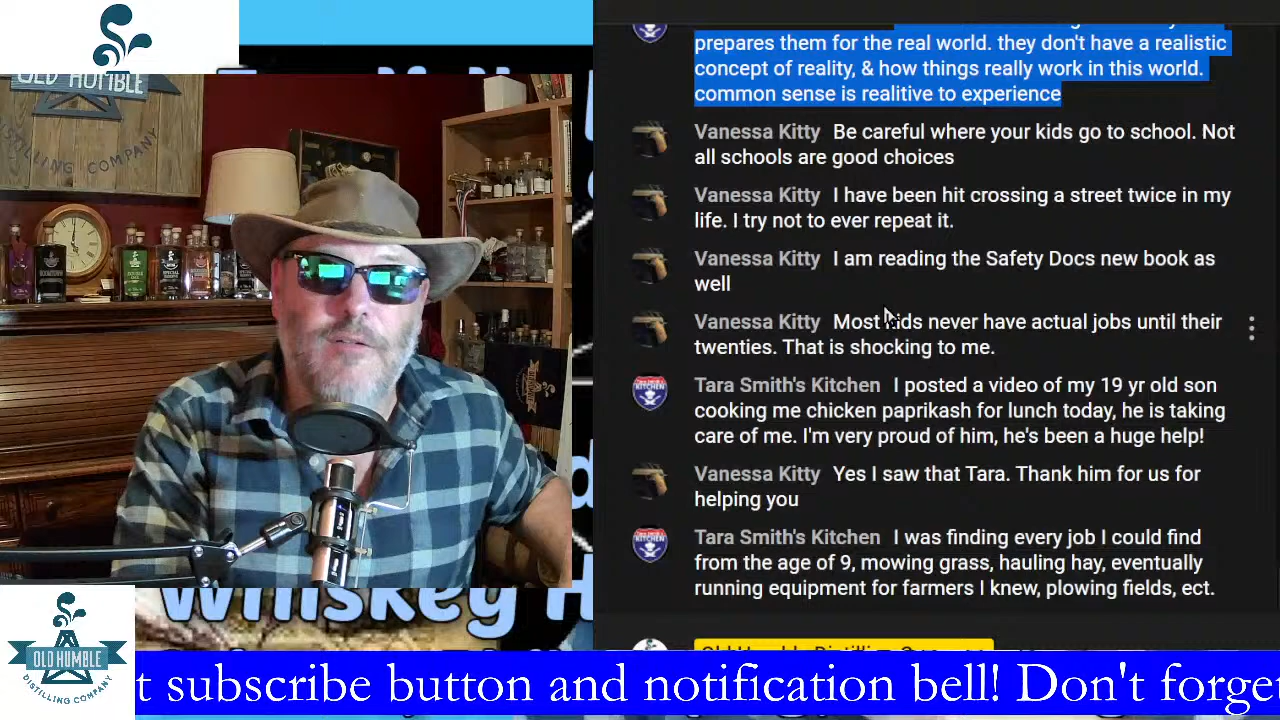 OLD HUMBLE
DISTILLING COMPANY
prepares them for the real world. they don't have a realistic
concept of reality, & how things really work in this world.
common sense is realitive to experience
Vanessa Kitty Be careful where your kids go to school. Not
all schools are good choices
Vanessa Kitty I have been hit crossing a street twice in my
life. I try not to ever repeat it.
Vanessa Kitty I am reading the Safety Docs new book as
well
Vanessa Kitty Most kids never have actual jobs until their
twenties. That is shocking to me.
Tara Smith's Kitchen I posted a video of my 19 yr old son
cooking me chicken paprikash for lunch today, he is taking
care of me. I'm very proud of him, he's been a huge help!
Vanessa Kitty Yes I saw that Tara. Thank him for us for
helping you
Tara Smith's Kitchen I was finding every job I could find
from the age of 9, mowing grass, hauling hay, eventually
running equipment for farmers I knew, plowing fields, ect.
Whiskey H
OLD HUMBLE
DISTILLING COMPANY
t subscribe button and notification bell! Don't forget